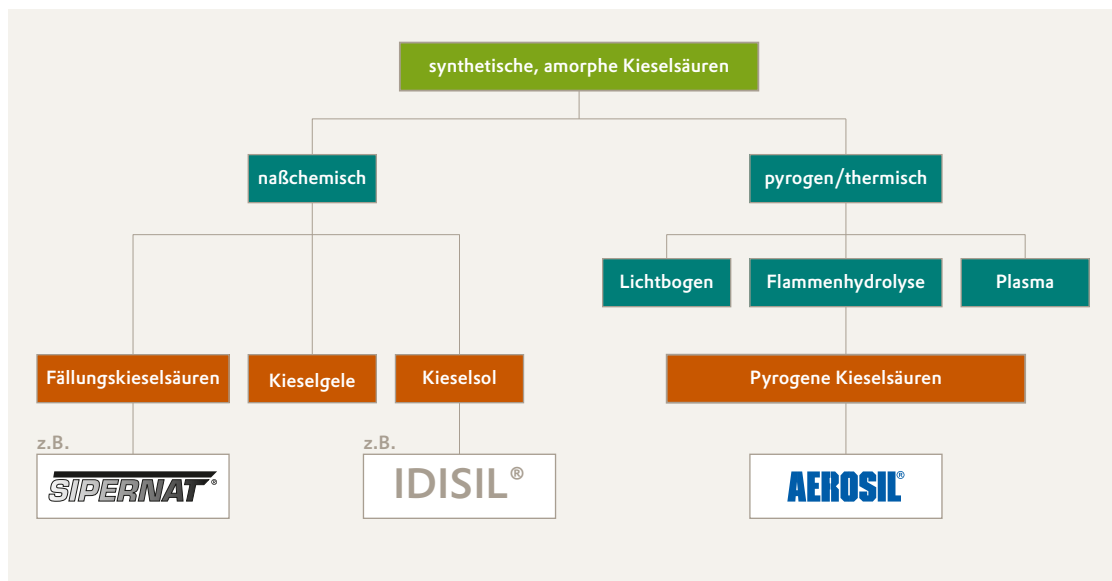 synthetische, amorphe Kieselsäuren
naßchemisch
pyrogen/thermisch
Lichtbogen
Flammenhydrolyse
Plasma
Fällungskieselsäuren
Kieselgele
Kieselsol
Pyrogene Kieselsäuren
z.B.
z.B.
SIPERNAT®
IDISIL®
AEROSIL®